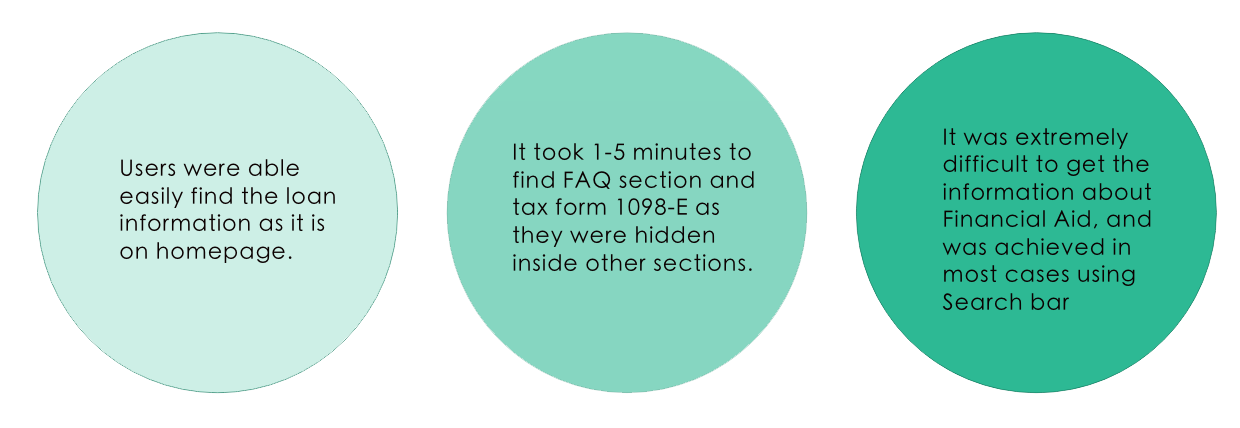 Users were able
easily find the loan
information as it is
on homepage.
It took 1-5 minutes to
find FAQ section and
tax form 1098-E as
they were hidden
inside other sections.
It was extremely
difficult to get the
information about
Financial Aid, and
was achieved in
most cases using
Search bar